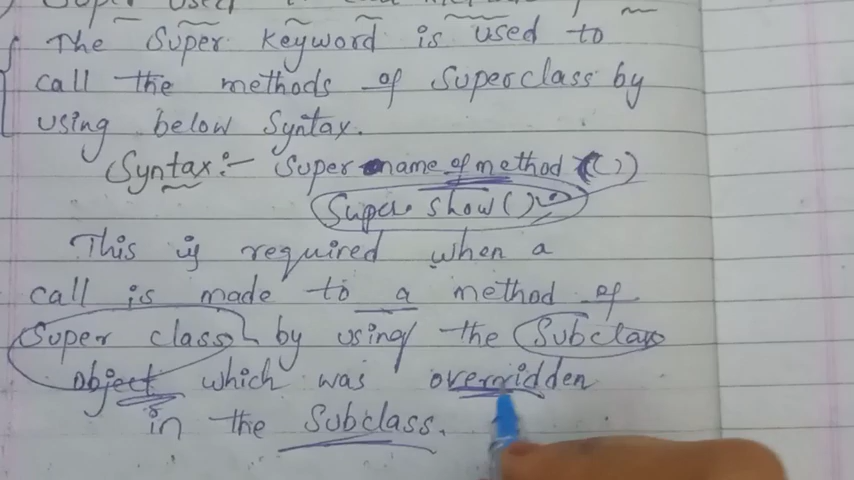 The Super keyword is used to
call the methods of Superclass by
using below Syntax.
Syntax:- Super name of method ()
Super. show();
This is required when a
call is made to a method of
Super class by using the Subclass
object which was overridden
in the Subclass.